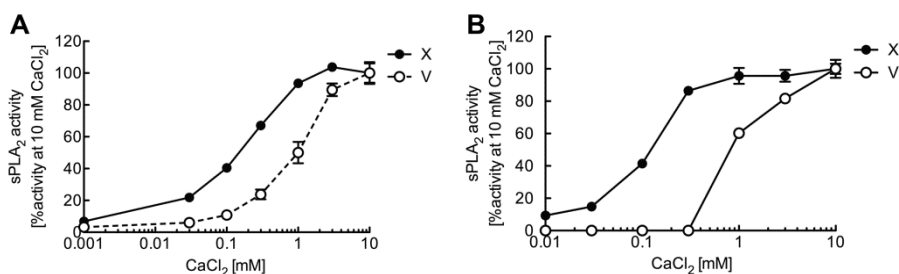 A
sPLA₂ activity
[%activity at 10 mM CaCl₂]
120
100
80
60
40
20
0
0.001
0.01
0.1
1
10
CaCl₂ [mM]
X
V
B
sPLA₂ activity
[%activity at 10 mM CaCl₂]
120
100
80
60
40
20
0
0.01
0.1
1
10
CaCl₂ [mM]
X
V